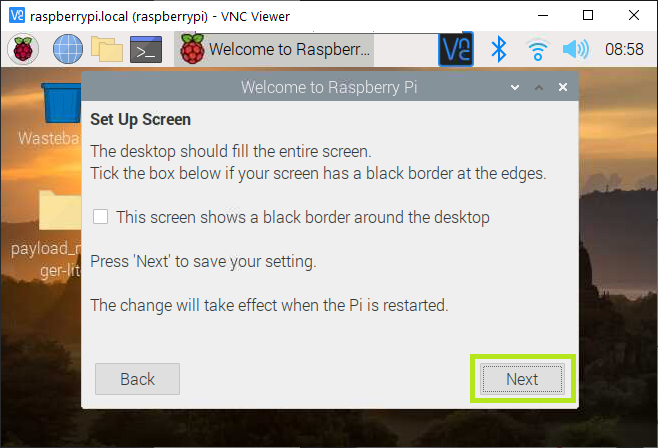 raspberrypi.local (raspberrypi) - VNC Viewer
Welcome to Raspberr...
08:58
Welcome to Raspberry Pi
Wasteba
Set Up Screen
The desktop should fill the entire screen.
Tick the box below if your screen has a black border at the edges.
This screen shows a black border around the desktop
payload_
ger-lite
Press 'Next' to save your setting.
The change will take effect when the Pi is restarted.
Back
Next